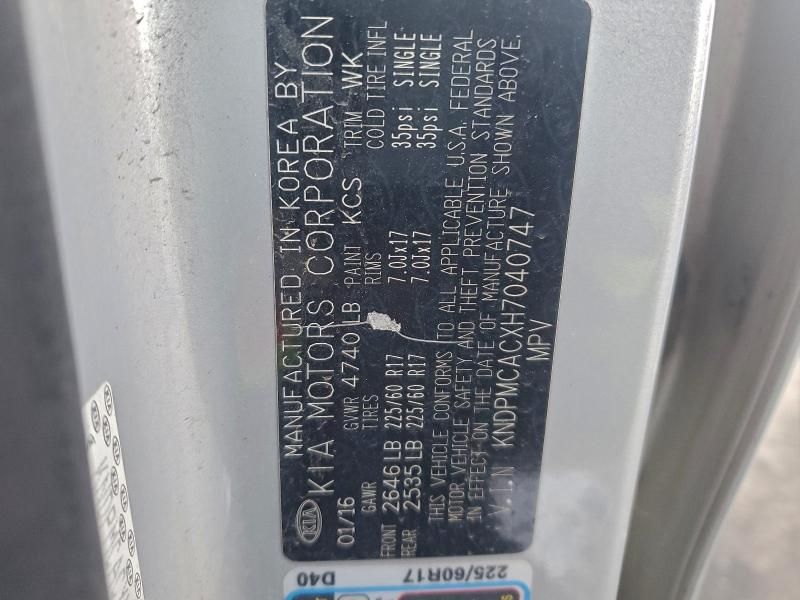 MANUFACTURED IN KOREA BY
KIA KIA MOTORS CORPORATION
01/16 GVWR 4740 LB PAINT KCS TRIM WK
GAWR TIRES RIMS COLD TIRE INFL
FRONT 2646 LB 225/60 R17 7.0Jx17 35psi SINGLE
REAR 2535 LB 225/60 R17 7.0Jx17 35psi SINGLE
THIS VEHICLE CONFORMS TO ALL APPLICABLE U.S.A. FEDERAL
MOTOR VEHICLE SAFETY AND THEFT PREVENTION STANDARDS
IN EFFECT ON THE DATE OF MANUFACTURE SHOWN ABOVE.
V.I.N KNDPMCACXH7040747
MPV
225/60R17
D40